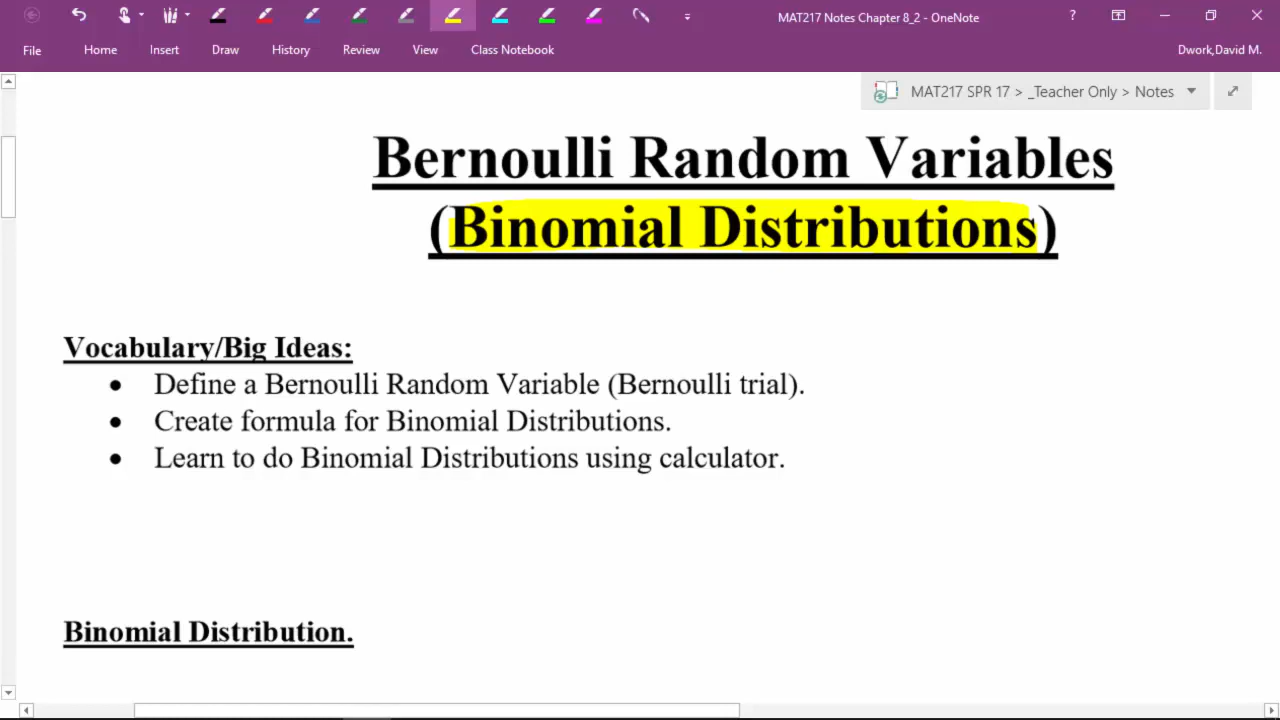 MAT217 Notes Chapter 8_2 - OneNote
?
File
Home
Insert
Draw
History
Review
View
Class Notebook
Dwork,David M.
MAT217 SPR 17 > _Teacher Only > Notes
Bernoulli Random Variables
(Binomial Distributions)
Vocabulary/Big Ideas:
• Define a Bernoulli Random Variable (Bernoulli trial).
• Create formula for Binomial Distributions.
• Learn to do Binomial Distributions using calculator.
Binomial Distribution.